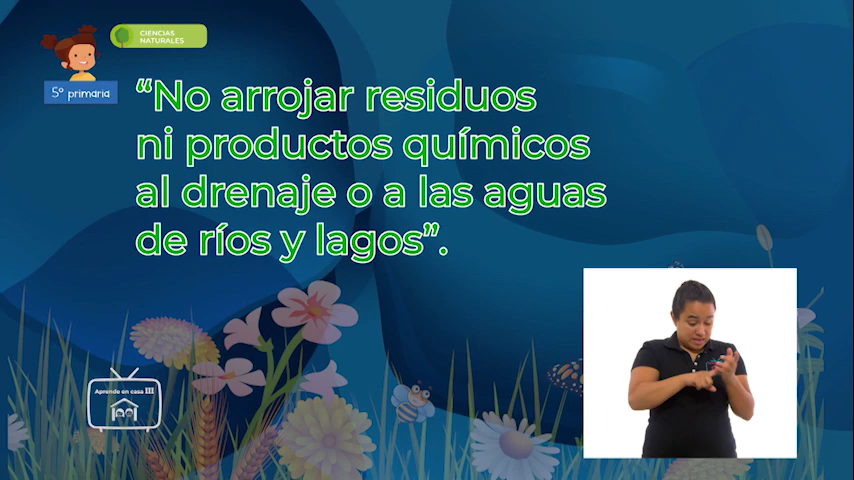 CIENCIAS
NATURALES
5° primaria
“No arrojar residuos
ni productos químicos
al drenaje o a las aguas
de ríos y lagos”.
Aprende en casa III